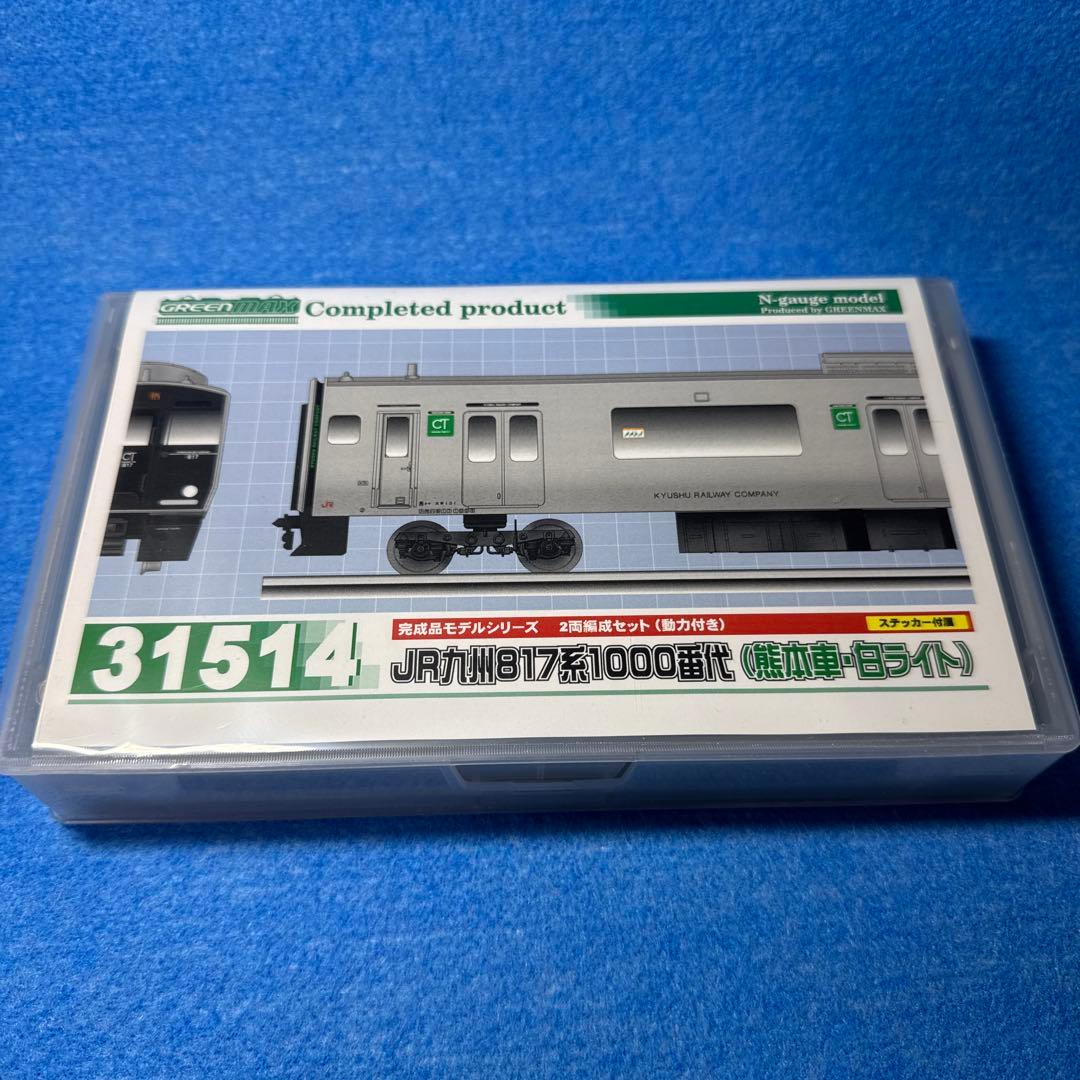 GREENMAX Completed product
N-gauge model
Produced by GREENMAX
CT
817
CT
CT
JR
KYUSHU RAILWAY COMPANY
31514
完成品モデルシリーズ 2両編成セット（動力付き）
ステッカー付属
JR九州817系1000番代（熊本車・白ライト）